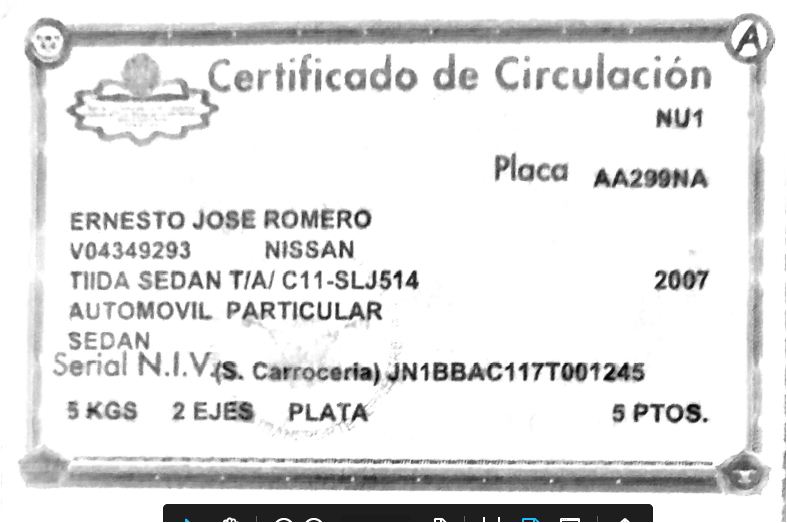 Certificado de Circulación
NU1
Placa AA299NA
ERNESTO JOSE ROMERO
V04349293 NISSAN
TIIDA SEDAN T/A/ C11-SLJ514 2007
AUTOMOVIL PARTICULAR
SEDAN
Serial N.I.V.(S. Carroceria) JN1BBAC117T001245
5 KGS 2 EJES PLATA 5 PTOS.